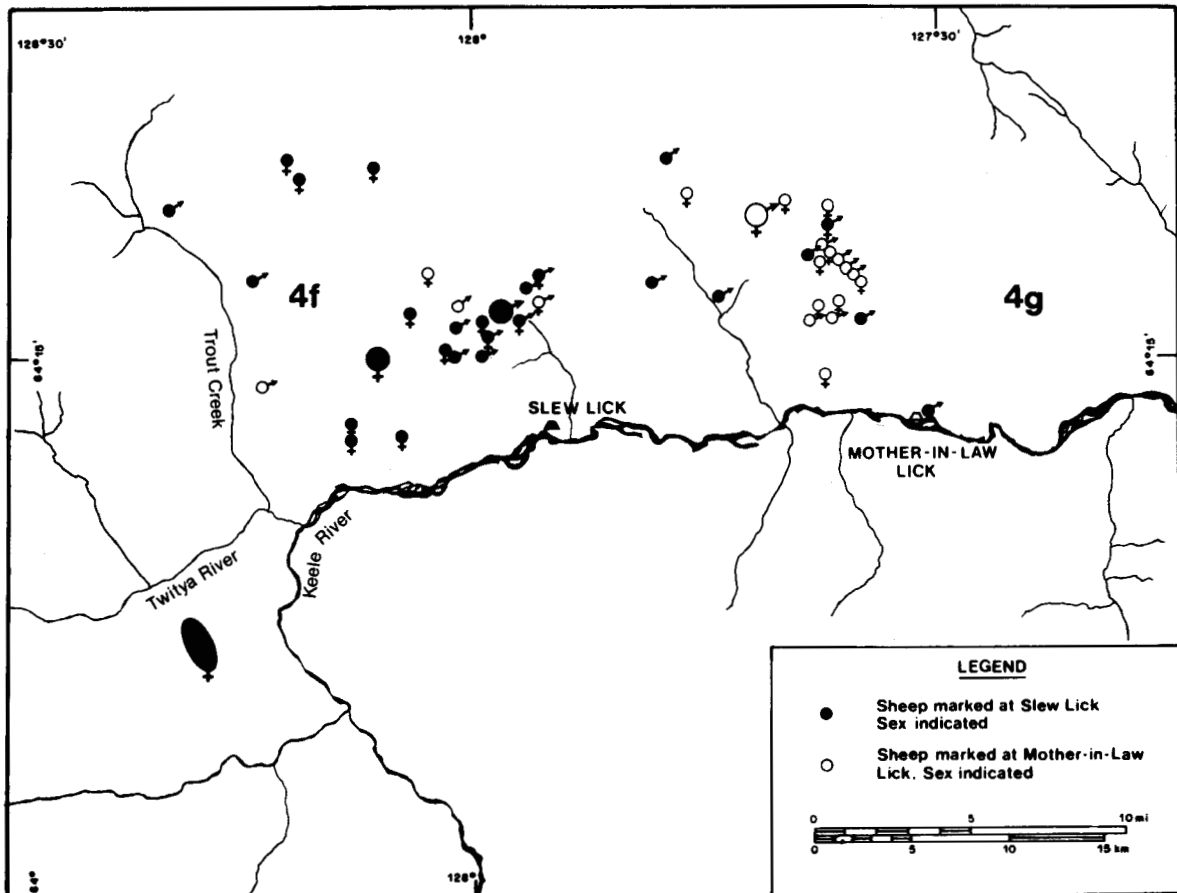 128°30'
128°
127°30'
4f
4g
64°15'
64°15'
Trout Creek
SLEW LICK
MOTHER-IN-LAW
LICK
Keele River
Twitya River
LEGEND
Sheep marked at Slew Lick
Sex indicated
Sheep marked at Mother-in-Law
Lick. Sex indicated
0 5 10 mi
0 5 10 15 km
64°
128°